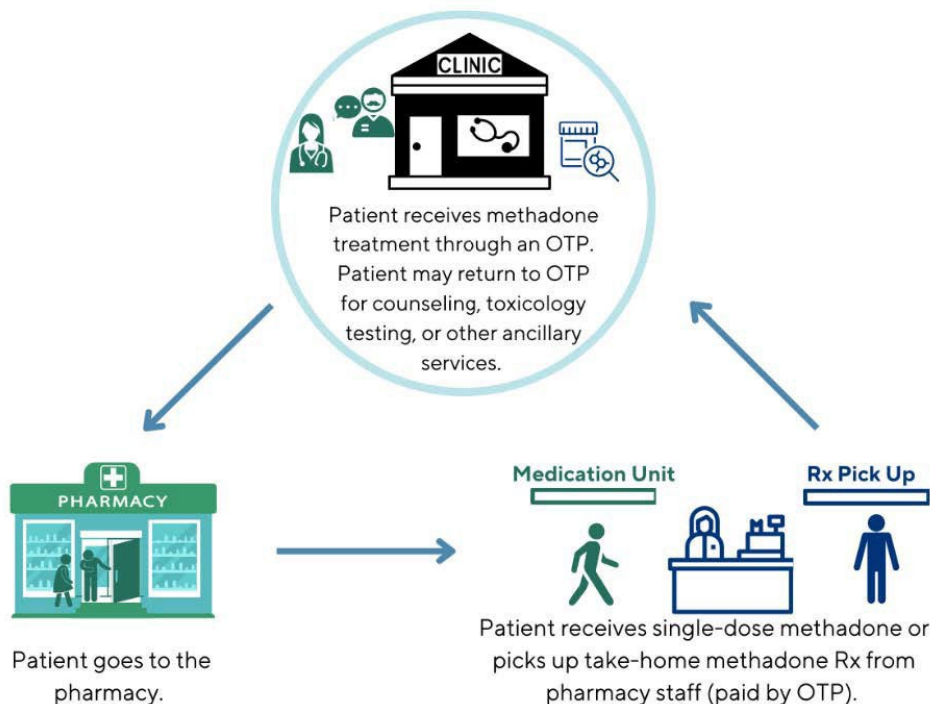 CLINIC
Patient receives methadone
treatment through an OTP.
Patient may return to OTP
for counseling, toxicology
testing, or other ancillary
services.
PHARMACY
Patient goes to the
pharmacy.
Medication Unit
Rx Pick Up
Patient receives single-dose methadone or
picks up take-home methadone Rx from
pharmacy staff (paid by OTP).